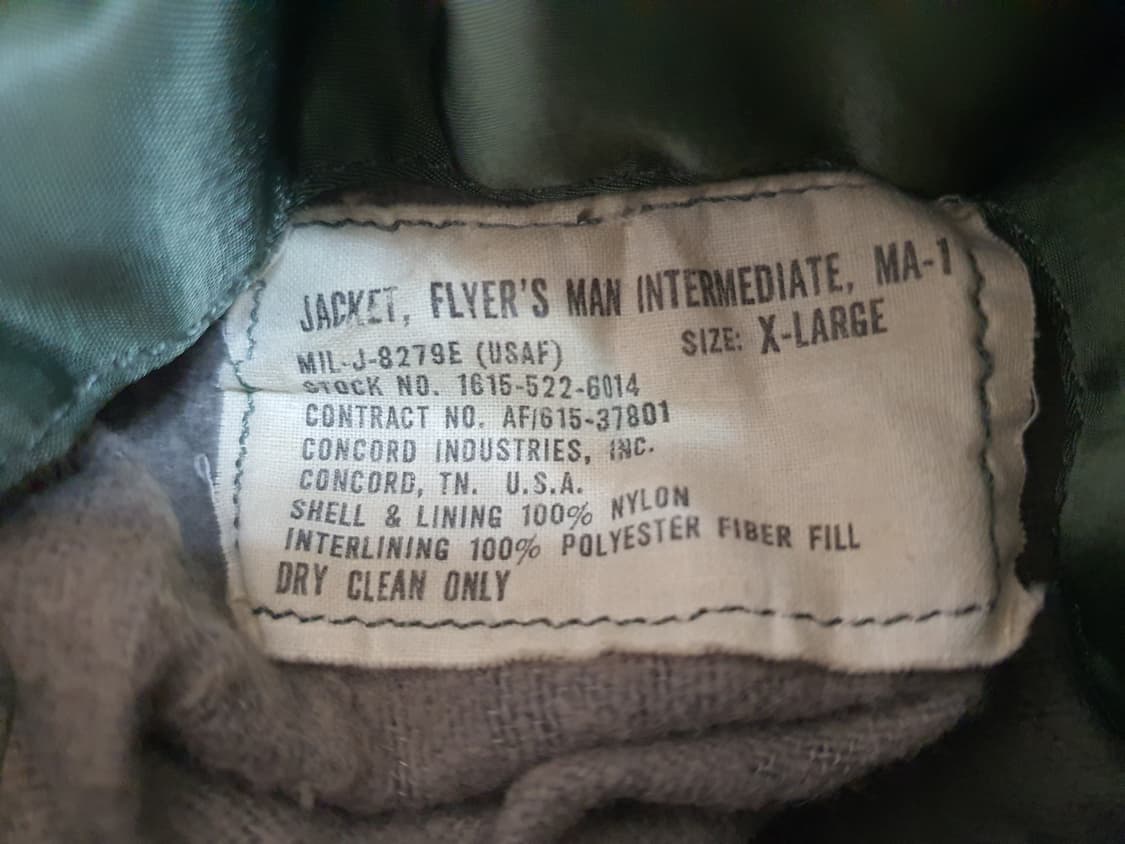 JACKET, FLYER'S MAN INTERMEDIATE, MA-1
SIZE: X-LARGE
MIL-J-8279E (USAF)
STOCK NO. 1615-522-6014
CONTRACT NO. AF/615-37801
CONCORD INDUSTRIES, INC.
CONCORD, TN. U.S.A.
SHELL & LINING 100% NYLON
INTERLINING 100% POLYESTER FIBER FILL
DRY CLEAN ONLY